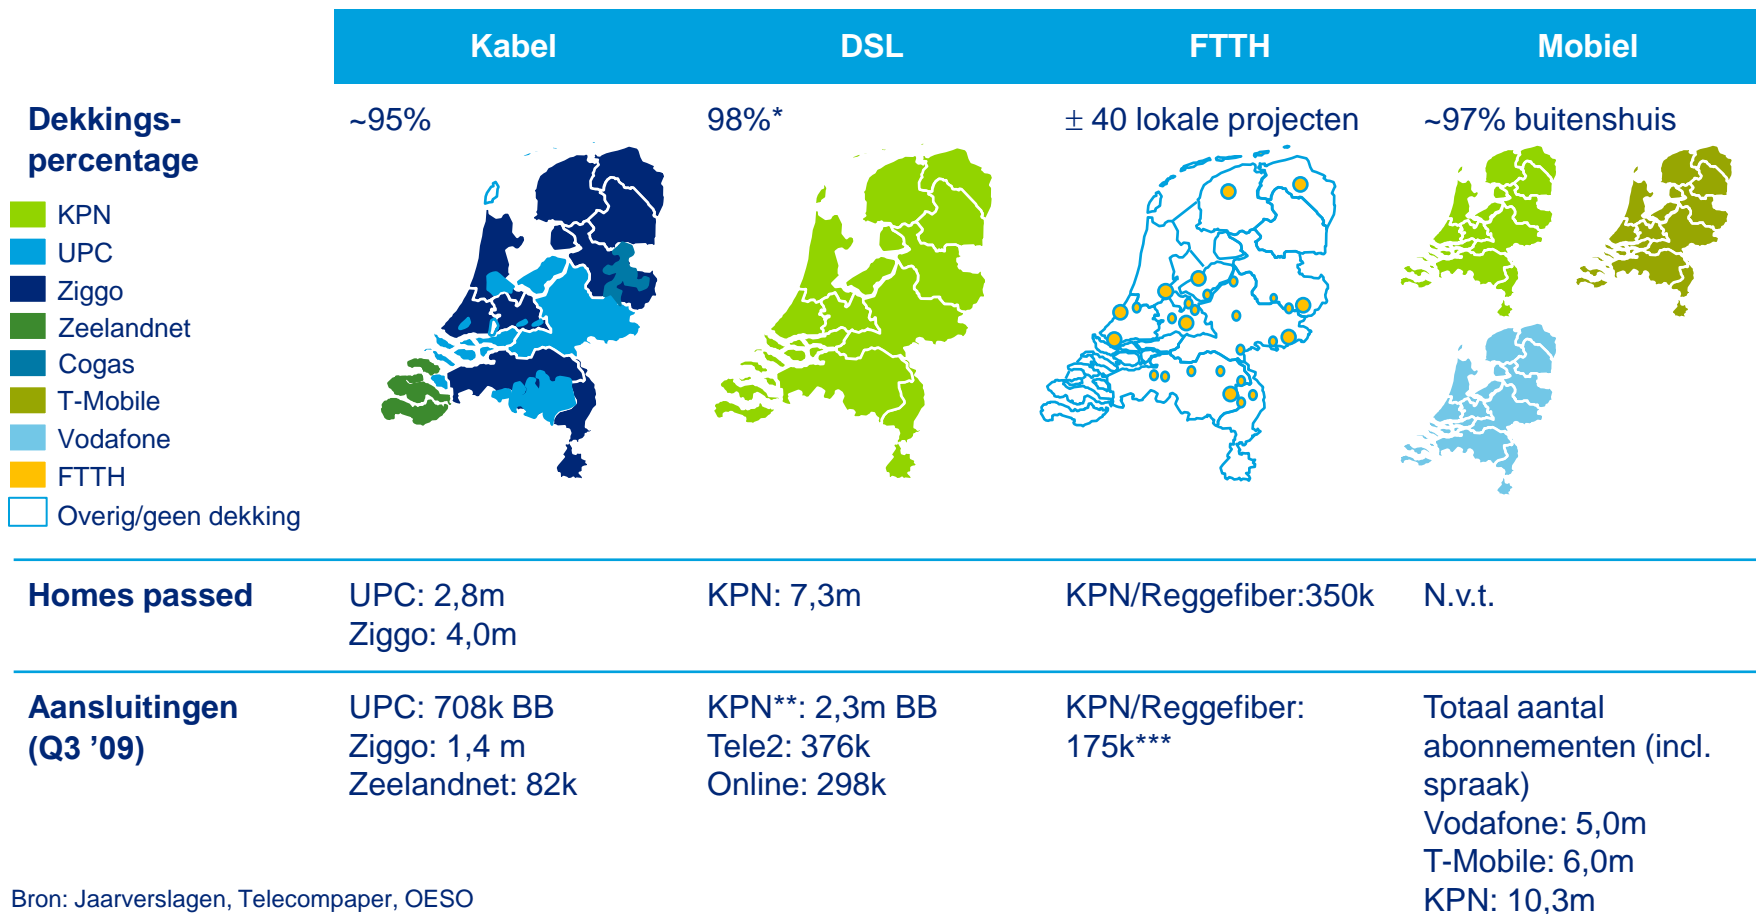 Kabel
DSL
FTTH
Mobiel
Dekkings-
percentage
~95%
98%*
± 40 lokale projecten
~97% buitenshuis
KPN
UPC
Ziggo
Zeelandnet
Cogas
T-Mobile
Vodafone
FTTH
Overig/geen dekking
Homes passed
UPC: 2,8m
Ziggo: 4,0m
KPN: 7,3m
KPN/Reggefiber:350k
N.v.t.
Aansluitingen
(Q3 ’09)
UPC: 708k BB
Ziggo: 1,4 m
Zeelandnet: 82k
KPN**: 2,3m BB
Tele2: 376k
Online: 298k
KPN/Reggefiber:
175k***
Totaal aantal
abonnementen (incl.
spraak)
Vodafone: 5,0m
T-Mobile: 6,0m
KPN: 10,3m
Bron: Jaarverslagen, Telecompaper, OESO